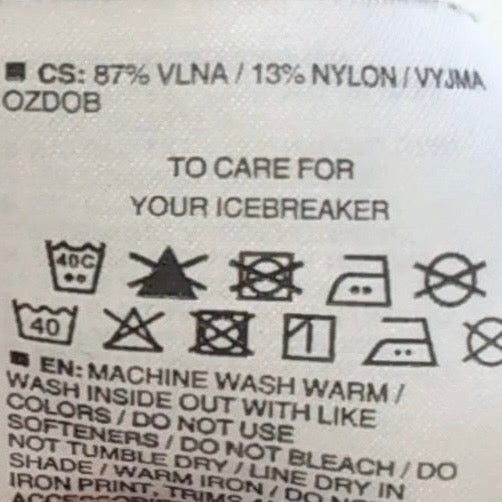 CS: 87% VLNA / 13% NYLON / VYJMA
OZDOB
TO CARE FOR
YOUR ICEBREAKER
40C
40
EN: MACHINE WASH WARM /
WASH INSIDE OUT WITH LIKE
COLORS / DO NOT USE
SOFTENERS / DO NOT BLEACH / DO
NOT TUMBLE DRY / LINE DRY IN
SHADE / WARM IRON / DO NOT
IRON PRINT, TRIMS